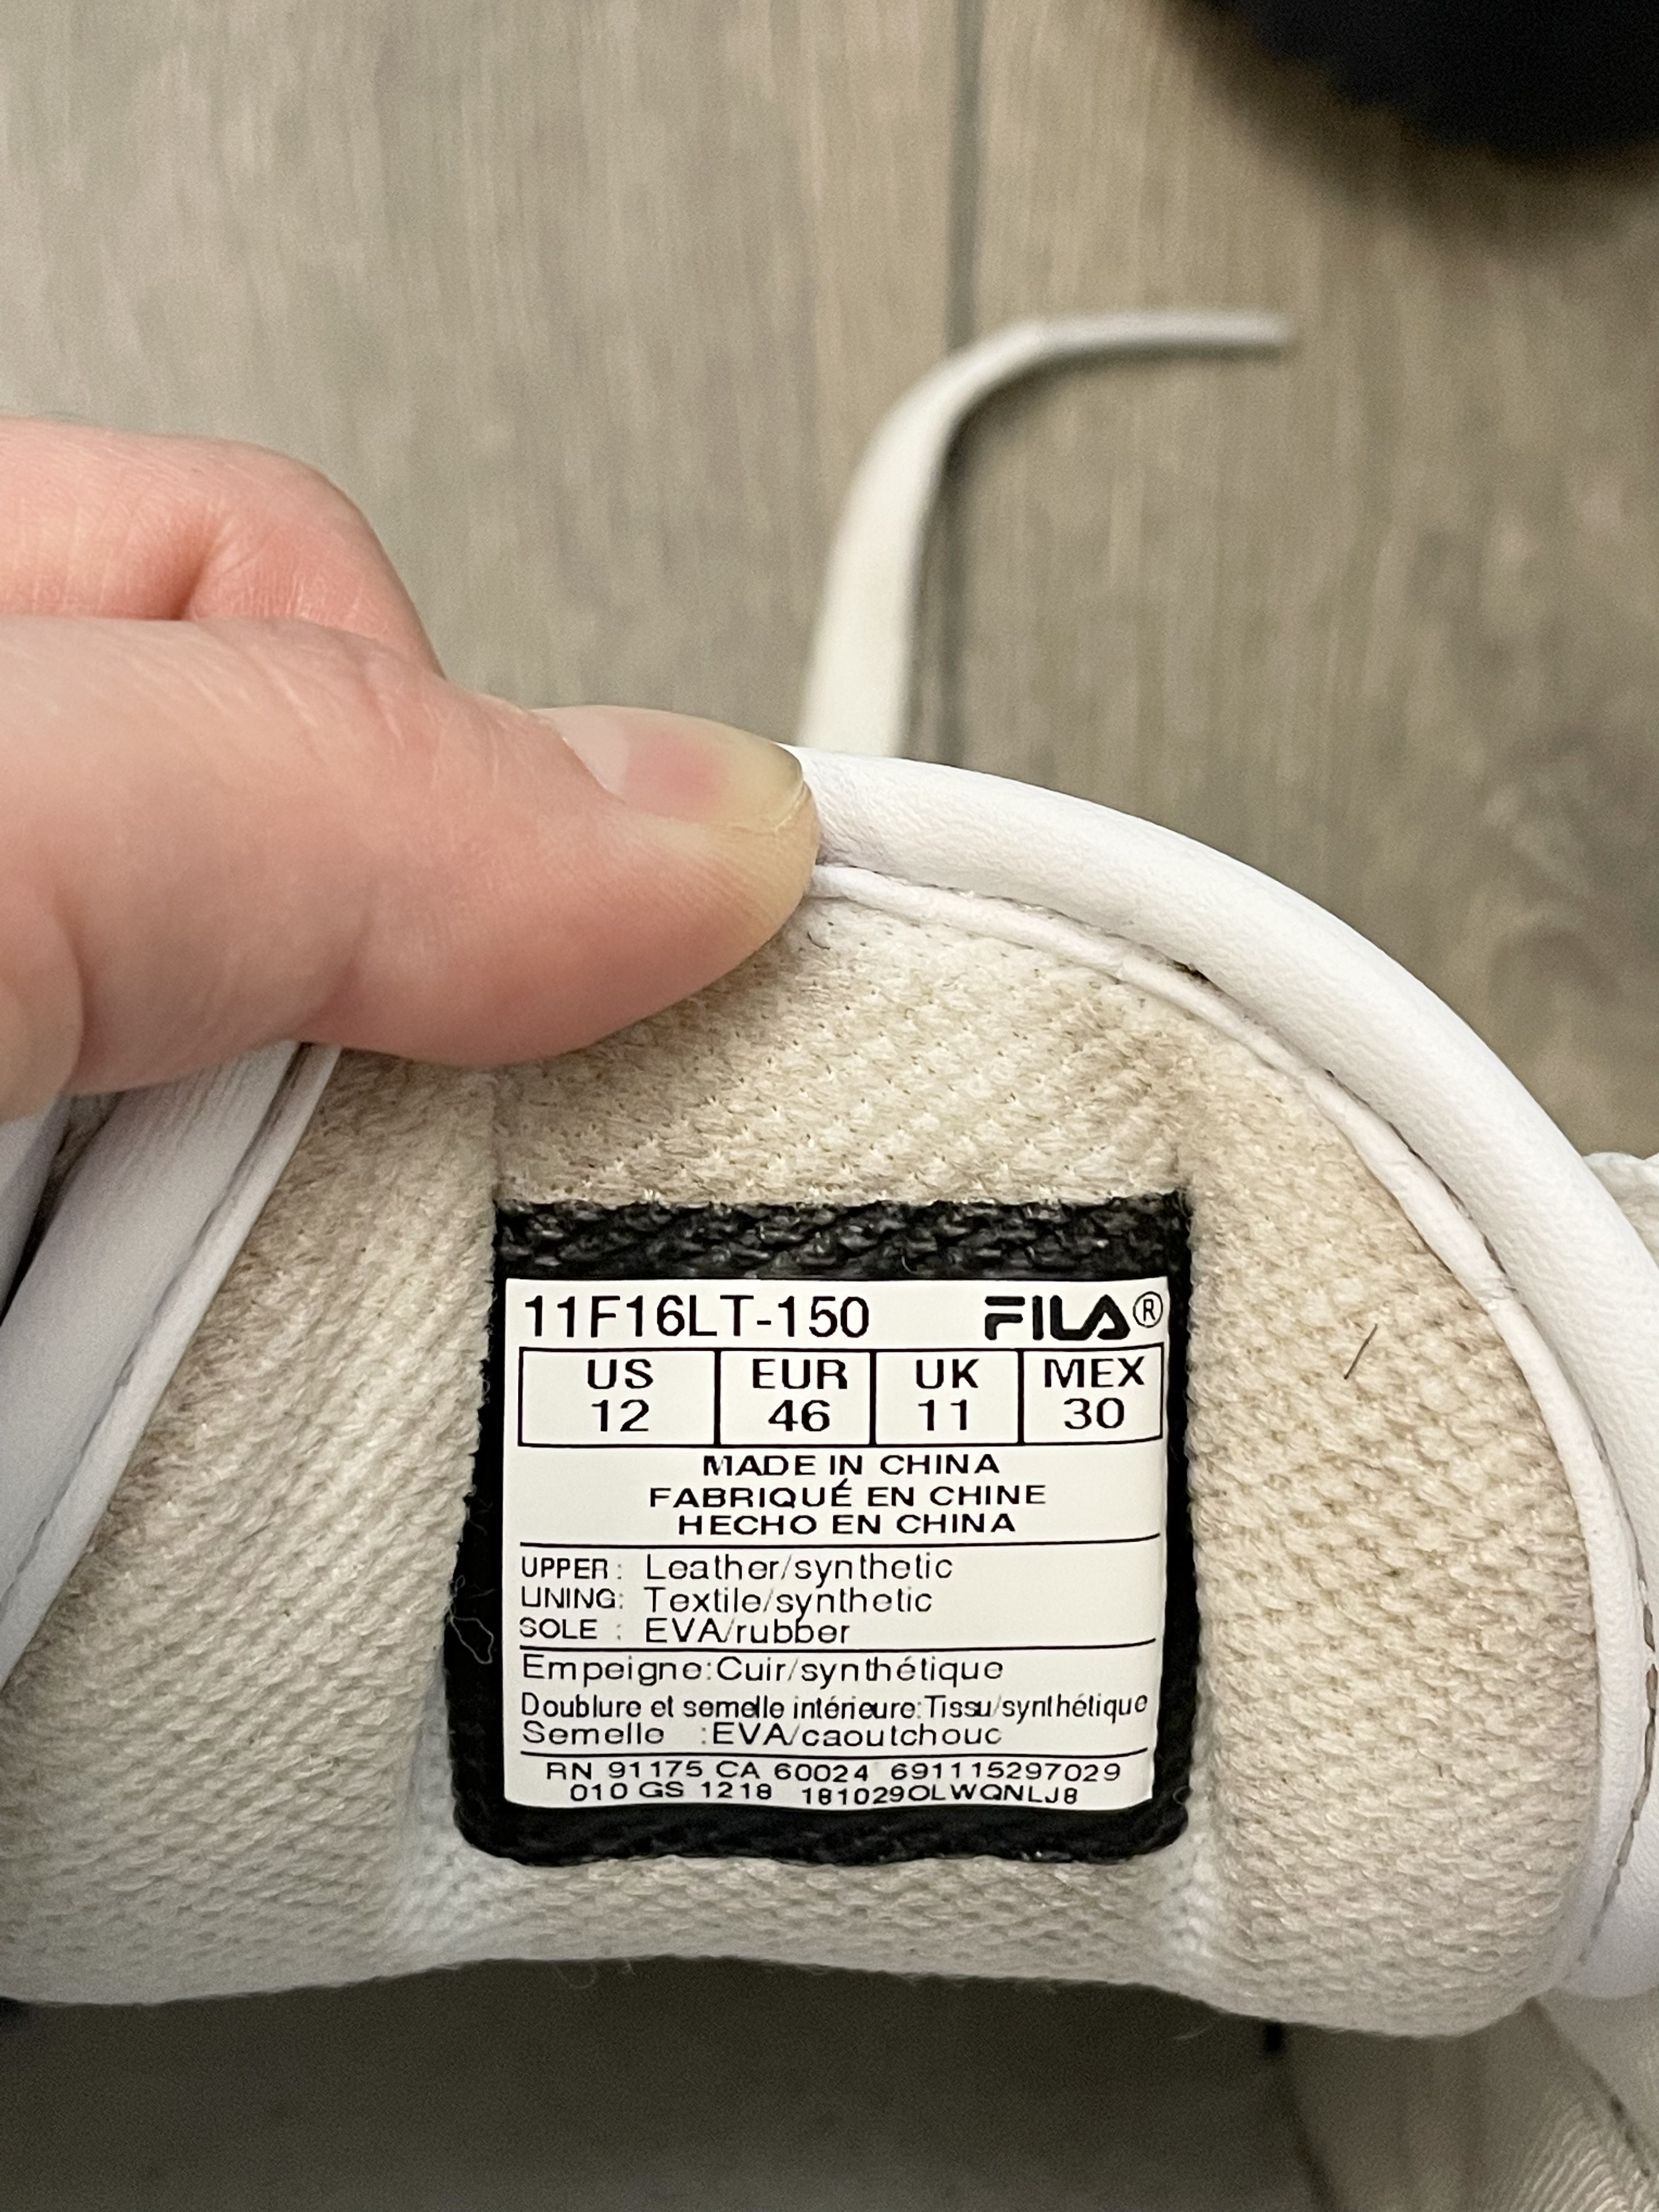 11F16LT-150 FILA®
US EUR UK MEX
12 46 11 30
MADE IN CHINA
FABRIQUÉ EN CHINE
HECHO EN CHINA
UPPER: Leather/synthetic
LINING: Textile/synthetic
SOLE : EVA/rubber
Empeigne:Cuir/synthétique
Doublure et semelle intérieure:Tissu/synthétique
Semelle :EVA/caoutchouc
RN 91175 CA 60024 691115297029
010 GS 1218 181029OLWQNLJ8